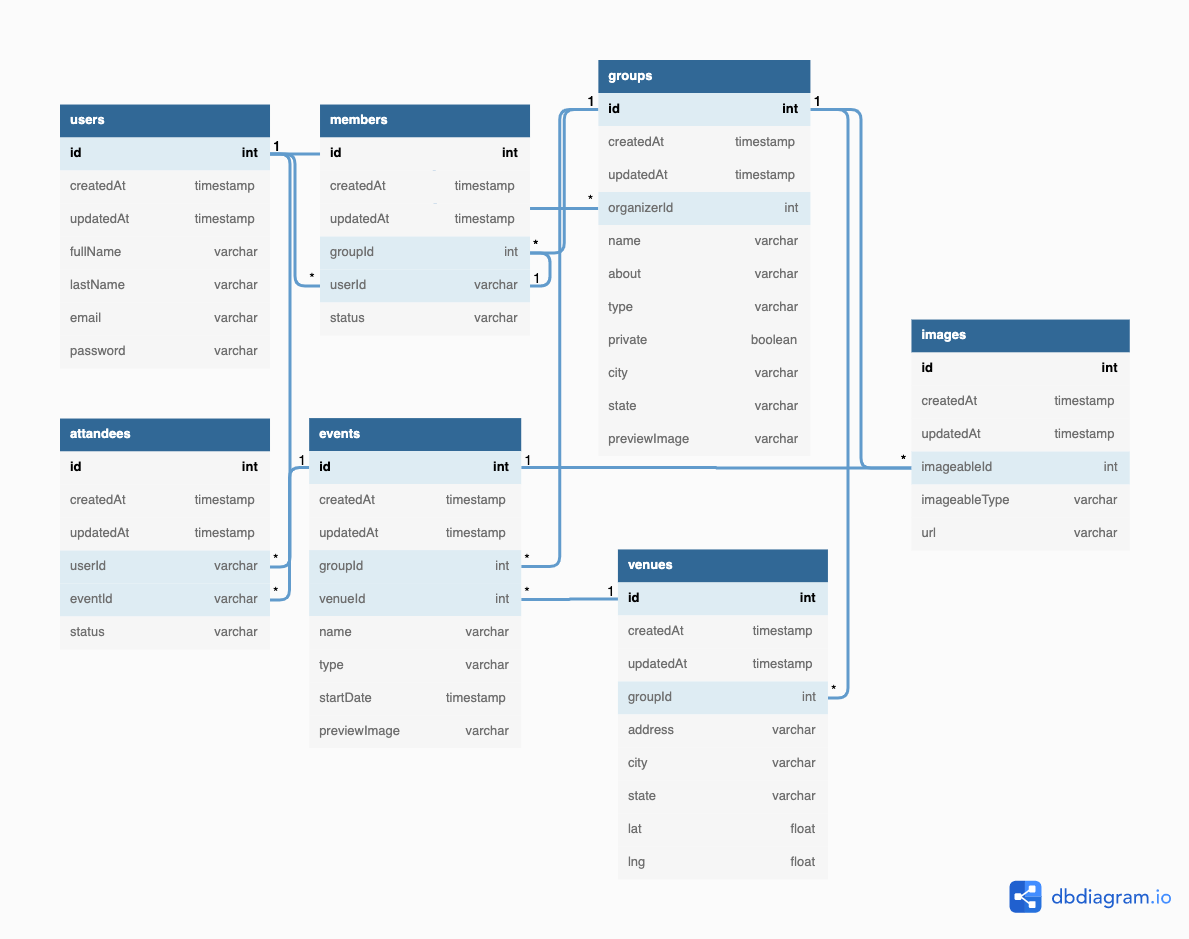 users
id int 1
createdAt timestamp
updatedAt timestamp
fullName varchar
lastName varchar
email varchar
password varchar
members
id int
createdAt timestamp
updatedAt timestamp
groupId int *
* userId varchar 1
status varchar
groups
1 id int 1
createdAt timestamp
updatedAt timestamp
* organizerId int
name varchar
about varchar
type varchar
private boolean
city varchar
state varchar
previewImage varchar
images
id int
createdAt timestamp
updatedAt timestamp
* imageableId int
imageableType varchar
url varchar
attandees
id int
createdAt timestamp
updatedAt timestamp
userId varchar *
eventId varchar *
status varchar
events
1 id int 1
createdAt timestamp
updatedAt timestamp
groupId int *
venueId int *
name varchar
type varchar
startDate timestamp
previewImage varchar
venues
1 id int
createdAt timestamp
updatedAt timestamp
groupId int *
address varchar
city varchar
state varchar
lat float
lng float
dbdiagram.io